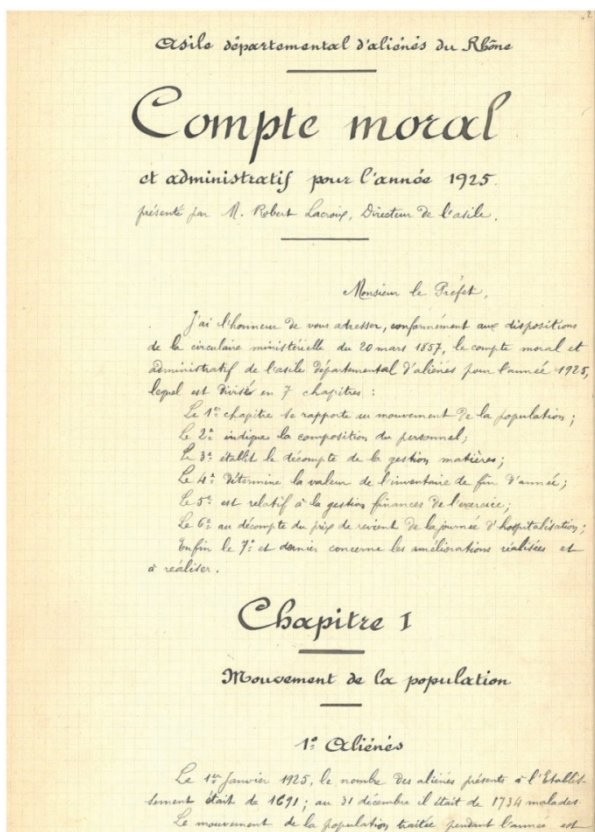 Asile départemental d'aliénés du Rhône
Compte moral
et administratif pour l'année 1925.
présenté par M. Robert Lacroix, Directeur de l'asile.
Monsieur le Préfet,
J'ai l'honneur de vous adresser, conformément aux dispositions
de la circulaire ministérielle du 20 mars 1857, le compte moral et
administratif de l'asile départemental d'aliénés pour l'année 1925,
lequel est divisé en 7 chapitres :
Le 1er chapitre se rapporte au mouvement de la population ;
Le 2e indique la composition du personnel ;
Le 3e établit le décompte de la gestion matières ;
Le 4e détermine la valeur de l'inventaire de fin d'année ;
Le 5e est relatif à la gestion finances de l'exercice ;
Le 6e au décompte du prix de revient de la journée d'hospitalisation ;
Enfin le 7e et dernier concerne les améliorations réalisées et
à réaliser.
Chapitre I
Mouvement de la population
1o Aliénés
Le 1er Janvier 1925, le nombre des aliénés présents à l'Etablis-
sement était de 1691 ; au 31 décembre il était de 1734 malades.
Le mouvement de la population traitée pendant l'année est